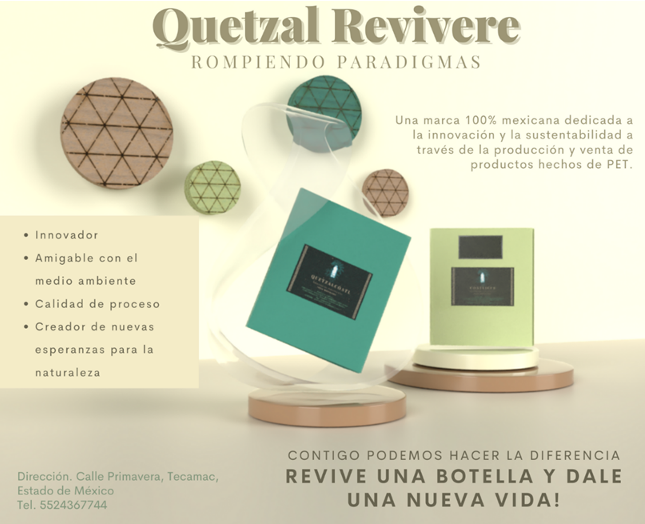 Quetzal Revivere
ROMPIENDO PARADIGMAS
Una marca 100% mexicana dedicada a
la innovación y la sustentabilidad a
través de la producción y venta de
productos hechos de PET.
• Innovador
• Amigable con el
medio ambiente
• Calidad de proceso
• Creador de nuevas
esperanzas para la
naturaleza
CONTIGO PODEMOS HACER LA DIFERENCIA
REVIVE UNA BOTELLA Y DALE
UNA NUEVA VIDA!
Dirección. Calle Primavera, Tecamac,
Estado de México
Tel. 5524367744